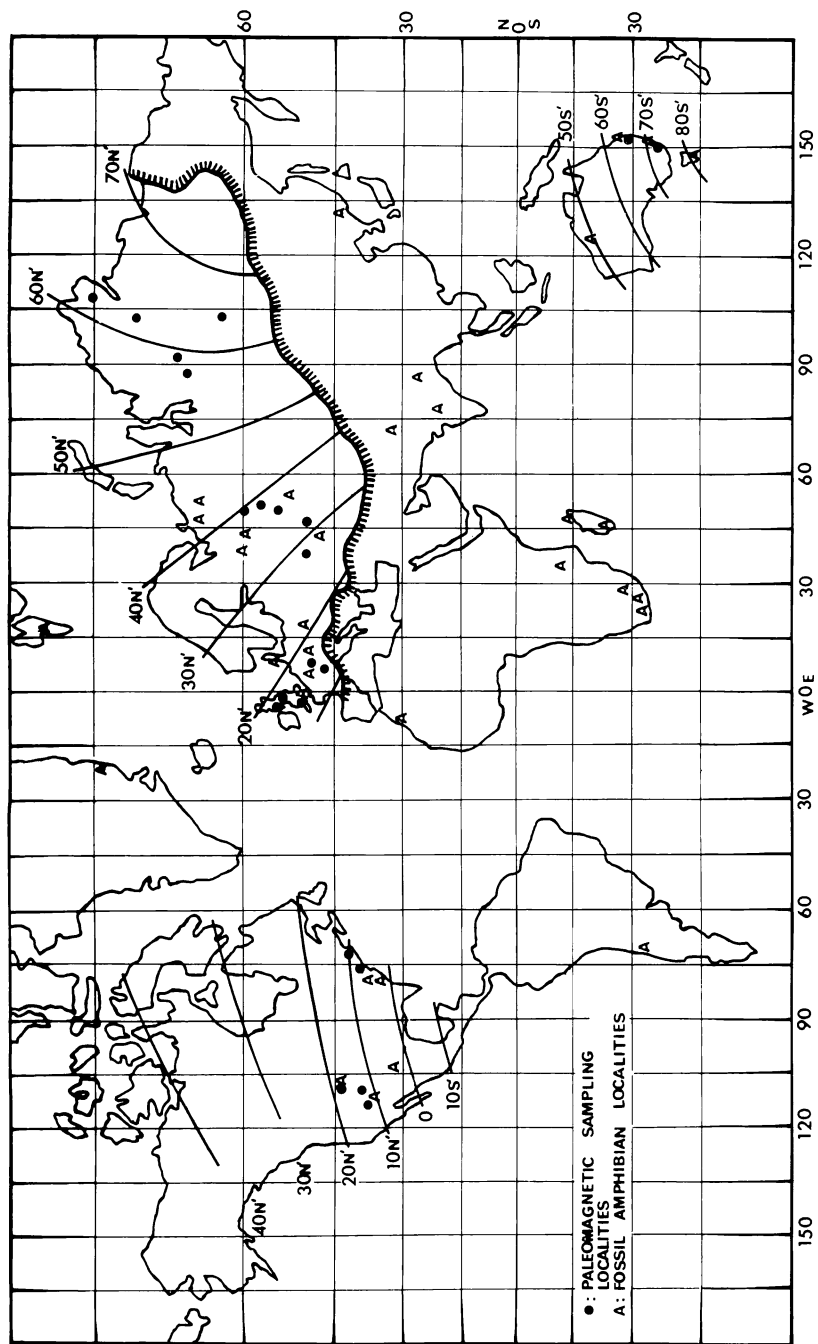 60
30
N
0
S
30
70N'
60N'
50N'
40N'
30N'
20N'
40N'
30N'
20N'
10N'
0
10S'
50S'
60S'
70S'
80S'
●: PALEOMAGNETIC SAMPLING
LOCALITIES
A: FOSSIL AMPHIBIAN LOCALITIES
150 120 90 60 30 W 0 E 30 60 90 120 150